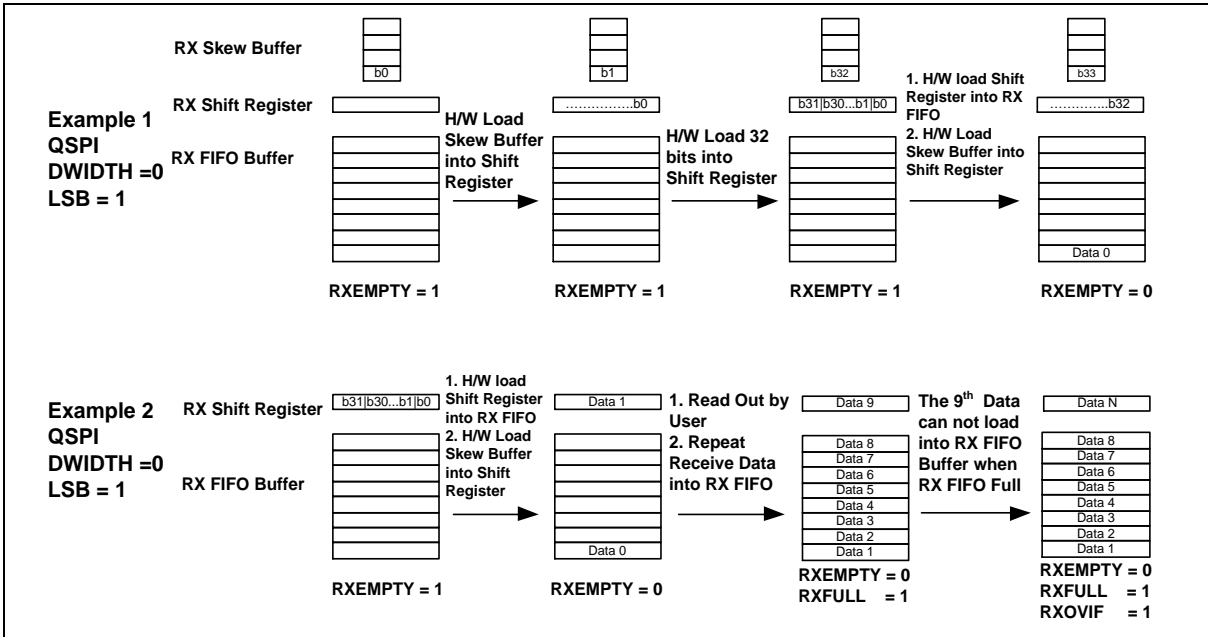 RX Skew Buffer
b0
b1
b32
b33
RX Shift Register
...............b0
b31|b30...b1|b0
.............b32
Example 1
QSPI
DWIDTH =0
LSB = 1
RX FIFO Buffer
H/W Load
Skew Buffer
into Shift
Register
H/W Load 32
bits into
Shift Register
1. H/W load Shift
Register into RX
FIFO
2. H/W Load
Skew Buffer into
Shift Register
Data 0
RXEMPTY = 1
RXEMPTY = 1
RXEMPTY = 1
RXEMPTY = 0
Example 2
QSPI
DWIDTH =0
LSB = 1
RX Shift Register
RX FIFO Buffer
b31|b30...b1|b0
1. H/W load
Shift Register
into RX FIFO
2. H/W Load
Skew Buffer
into Shift
Register
Data 1
Data 0
1. Read Out by
User
2. Repeat
Receive Data
into RX FIFO
Data 9
Data 8
Data 7
Data 6
Data 5
Data 4
Data 3
Data 2
Data 1
The 9th Data
can not load
into RX FIFO
Buffer when
RX FIFO Full
Data N
Data 8
Data 7
Data 6
Data 5
Data 4
Data 3
Data 2
Data 1
RXEMPTY = 1
RXEMPTY = 0
RXEMPTY = 0
RXFULL = 1
RXEMPTY = 0
RXFULL = 1
RXOVIF = 1